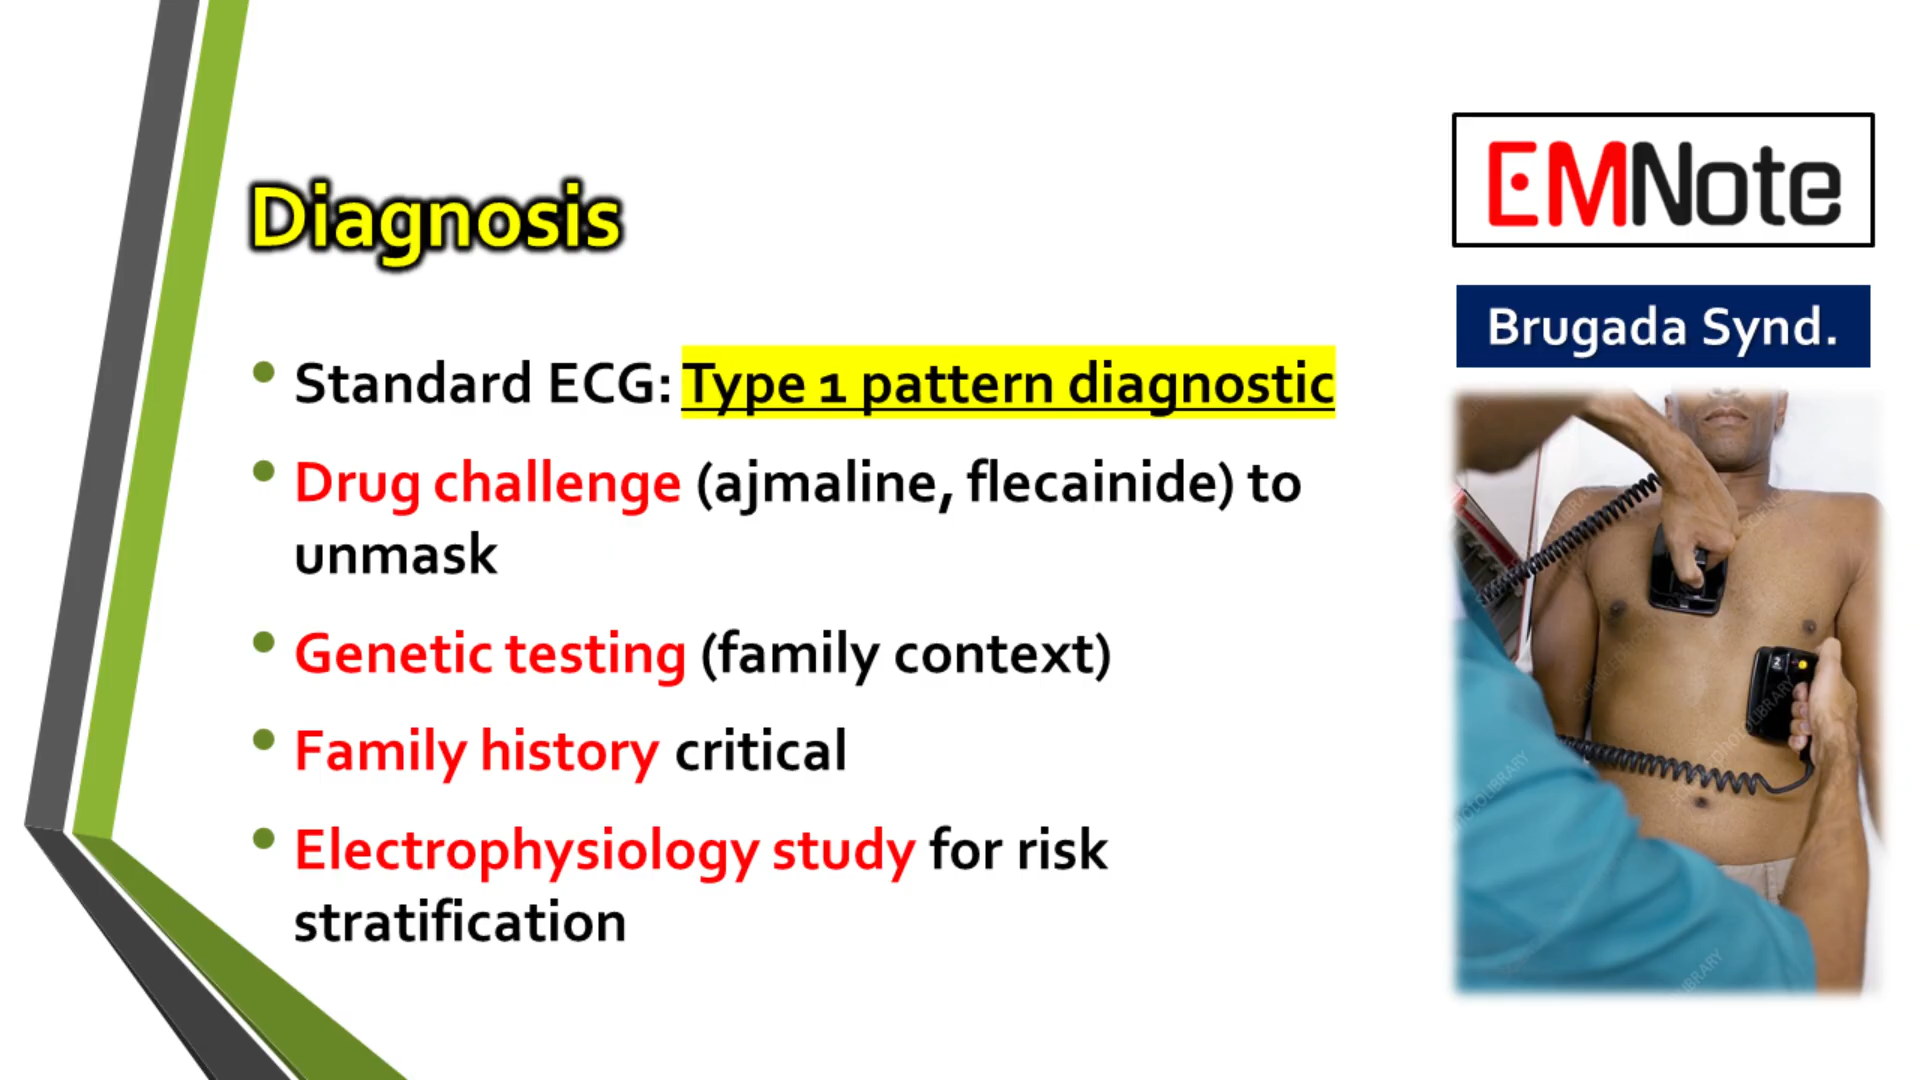 EMNote
Brugada Synd.
Diagnosis
• Standard ECG: Type 1 pattern diagnostic
• Drug challenge (ajmaline, flecainide) to
unmask
• Genetic testing (family context)
• Family history critical
• Electrophysiology study for risk
stratification
2